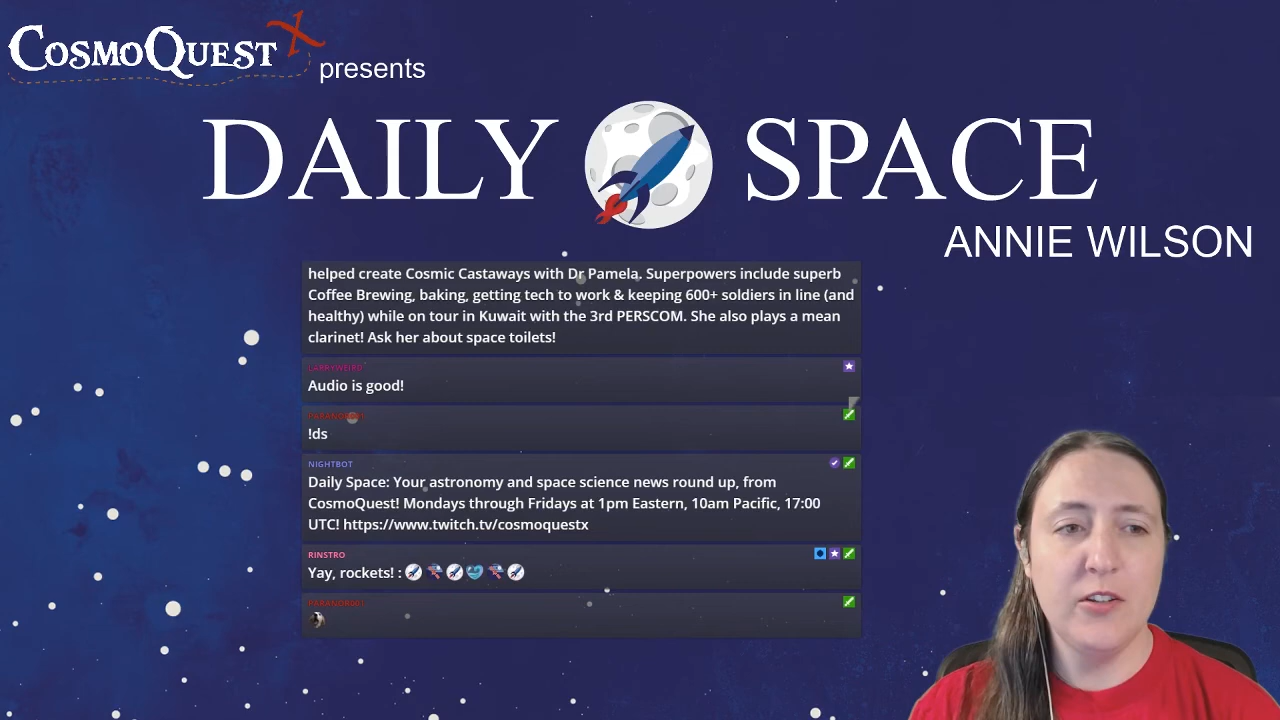 CosmoQuest X
presents
DAILY SPACE
ANNIE WILSON
helped create Cosmic Castaways with Dr Pamela. Superpowers include superb
Coffee Brewing, baking, getting tech to work & keeping 600+ soldiers in line (and
healthy) while on tour in Kuwait with the 3rd PERSCOM. She also plays a mean
clarinet! Ask her about space toilets!
LARRYWEIRD
Audio is good!
!ds
NIGHTBOT
Daily Space: Your astronomy and space science news round up, from
CosmoQuest! Mondays through Fridays at 1pm Eastern, 10am Pacific, 17:00
UTC! https://www.twitch.tv/cosmoquestx
RINSTRO
Yay, rockets! :